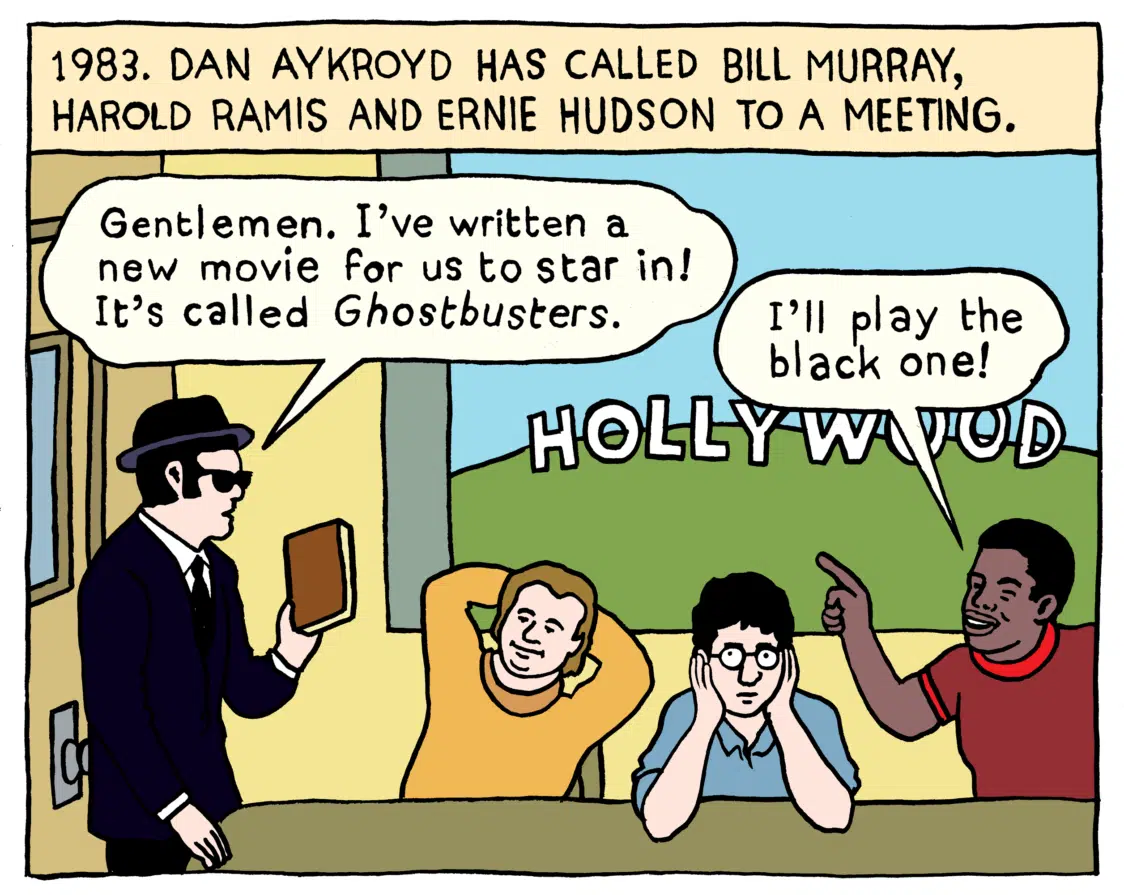 1983. DAN AYKROYD HAS CALLED BILL MURRAY,
HAROLD RAMIS AND ERNIE HUDSON TO A MEETING.
Gentlemen. I've written a
new movie for us to star in!
It's called Ghostbusters.
I'll play the
black one!
HOLLYWOOD